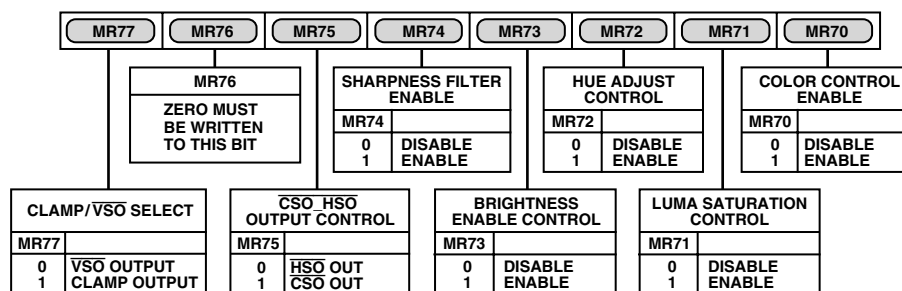 MR77 MR76 MR75 MR74 MR73 MR72 MR71 MR70
MR76
ZERO MUST
BE WRITTEN
TO THIS BIT
SHARPNESS FILTER
ENABLE
MR74
0 DISABLE
1 ENABLE
HUE ADJUST
CONTROL
MR72
0 DISABLE
1 ENABLE
COLOR CONTROL
ENABLE
MR70
0 DISABLE
1 ENABLE
CLAMP/VSO SELECT
MR77
0 VSO OUTPUT
1 CLAMP OUTPUT
CSO_HSO
OUTPUT CONTROL
MR75
0 HSO OUT
1 CSO OUT
BRIGHTNESS
ENABLE CONTROL
MR73
0 DISABLE
1 ENABLE
LUMA SATURATION
CONTROL
MR71
0 DISABLE
1 ENABLE